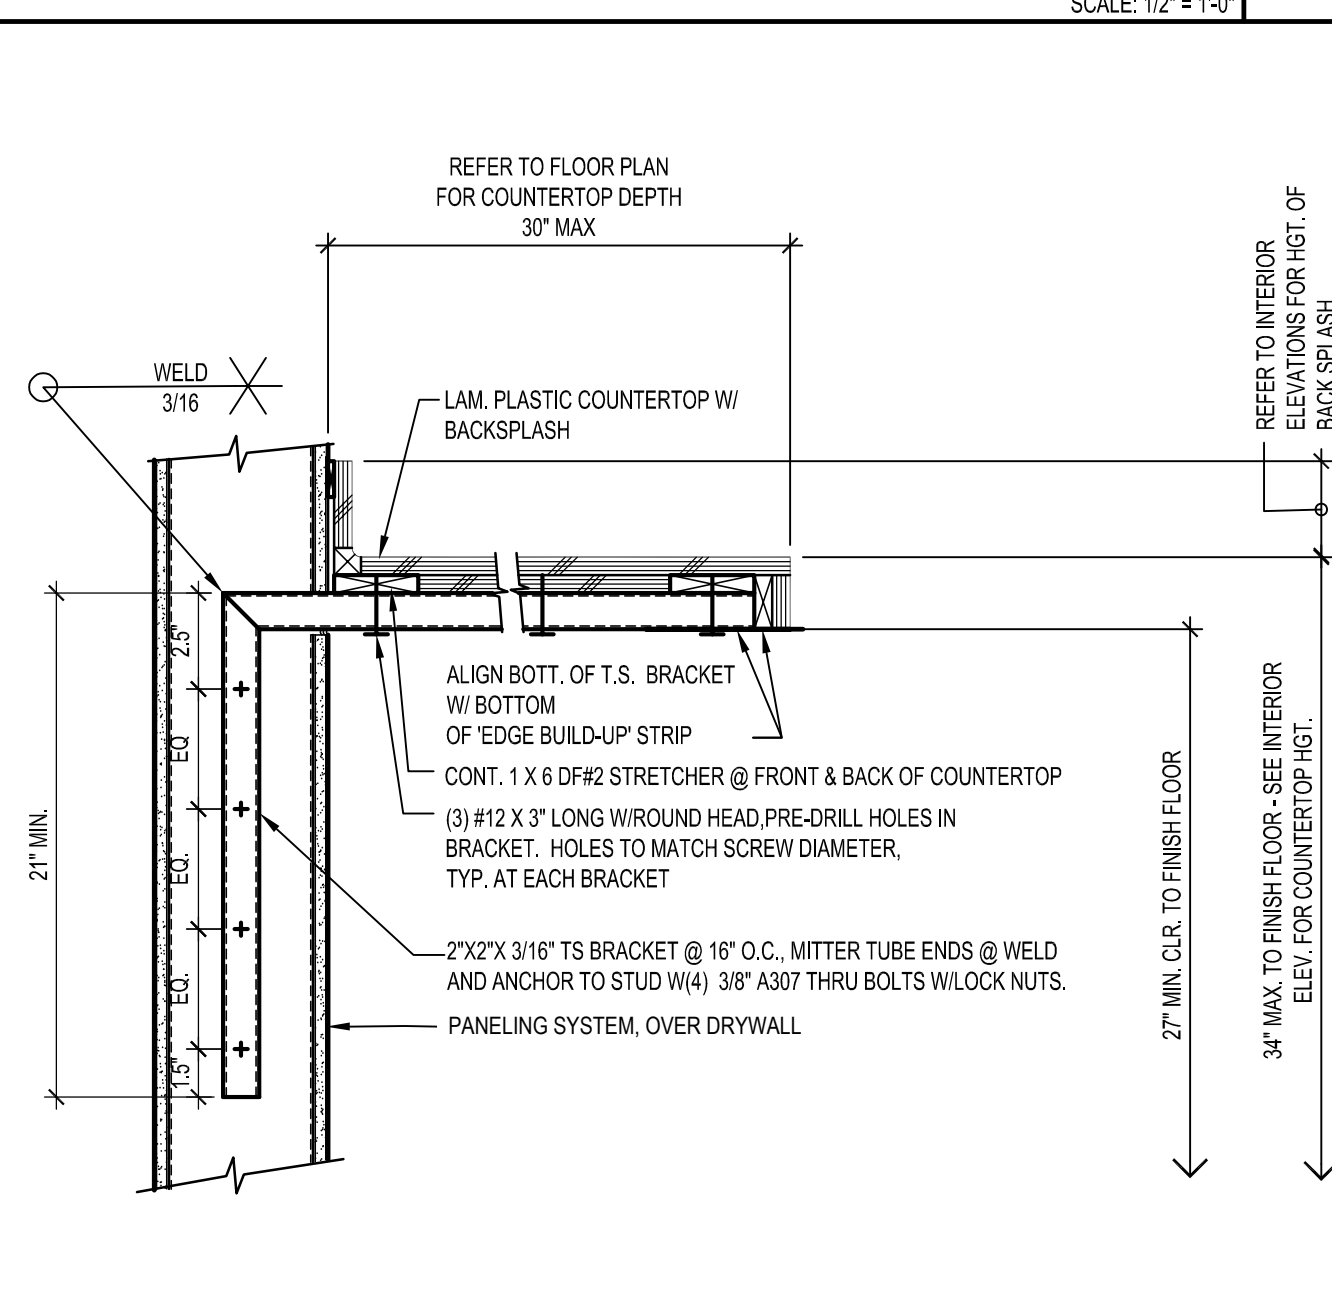 SCALE: 1/2" = 1'-0"
REFER TO FLOOR PLAN
FOR COUNTERTOP DEPTH
30" MAX
REFER TO INTERIOR
ELEVATIONS FOR HGT. OF
BACK SPLASH
WELD
3/16
LAM. PLASTIC COUNTERTOP W/
BACKSPLASH
2.5"
EQ
EQ.
EQ.
1.5"
21" MIN.
ALIGN BOTT. OF T.S. BRACKET
W/ BOTTOM
OF 'EDGE BUILD-UP' STRIP
CONT. 1 X 6 DF#2 STRETCHER @ FRONT & BACK OF COUNTERTOP
(3) #12 X 3" LONG W/ROUND HEAD,PRE-DRILL HOLES IN
BRACKET. HOLES TO MATCH SCREW DIAMETER,
TYP. AT EACH BRACKET
2"X2"X 3/16" TS BRACKET @ 16" O.C., MITTER TUBE ENDS @ WELD
AND ANCHOR TO STUD W(4) 3/8" A307 THRU BOLTS W/LOCK NUTS.
PANELING SYSTEM, OVER DRYWALL
27" MIN. CLR. TO FINISH FLOOR
34" MAX. TO FINISH FLOOR - SEE INTERIOR
ELEV. FOR COUNTERTOP HGT.